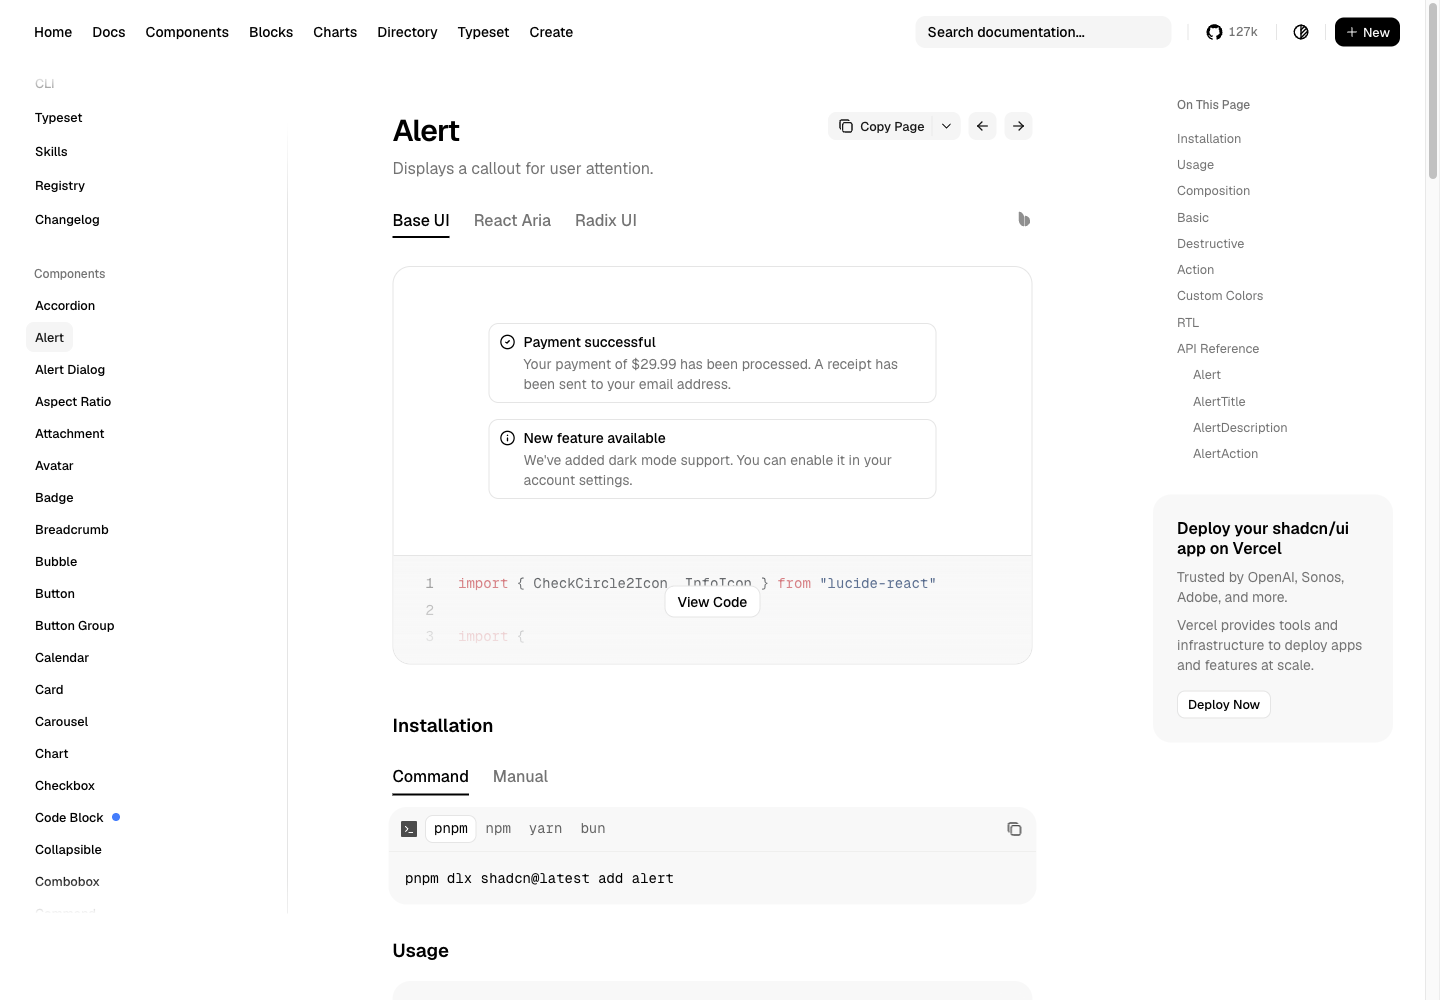 Home Docs Components Blocks Charts Directory Typeset Create
Search documentation...
127k
New
CLI
Typeset
Skills
Registry
Changelog
Components
Accordion
Alert
Alert Dialog
Aspect Ratio
Attachment
Avatar
Badge
Breadcrumb
Bubble
Button
Button Group
Calendar
Card
Carousel
Chart
Checkbox
Code Block
Collapsible
Combobox
Alert
Copy Page
Displays a callout for user attention.
Base UI React Aria Radix UI
Payment successful
Your payment of $29.99 has been processed. A receipt has
been sent to your email address.
New feature available
We've added dark mode support. You can enable it in your
account settings.
1 import { CheckCircle2Icon, InfoIcon } from "lucide-react"
View Code
2
3 import {
Installation
Command Manual
pnpm npm yarn bun
pnpm dlx shadcn@latest add alert
Usage
On This Page
Installation
Usage
Composition
Basic
Destructive
Action
Custom Colors
RTL
API Reference
Alert
AlertTitle
AlertDescription
AlertAction
Deploy your shadcn/ui
app on Vercel
Trusted by OpenAI, Sonos,
Adobe, and more.
Vercel provides tools and
infrastructure to deploy apps
and features at scale.
Deploy Now